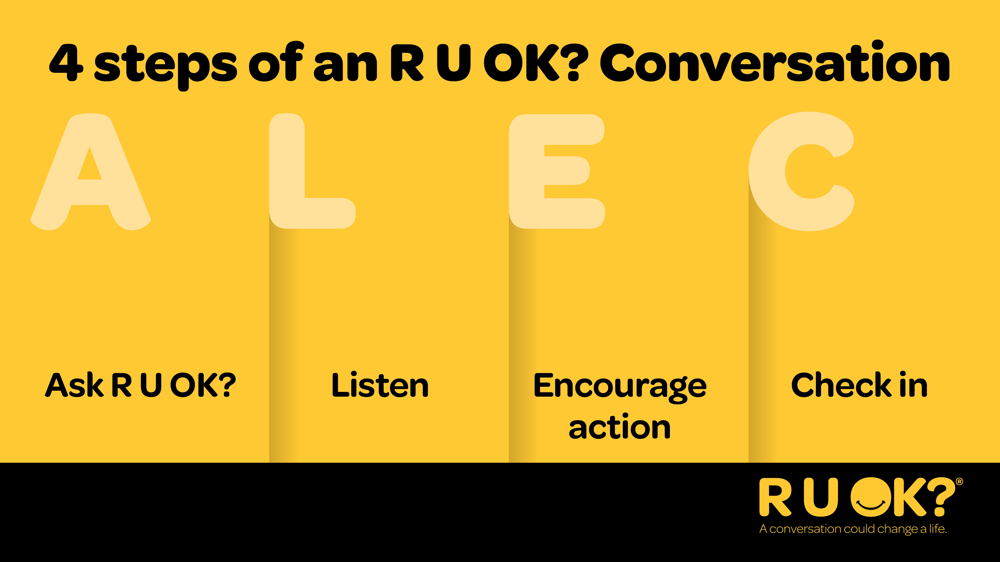 4 steps of an R U OK? Conversation
A L E C
Ask R U OK? Listen Encourage action Check in
R U OK?®
A conversation could change a life.